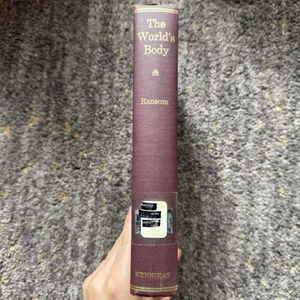 The
World's
Body
Ransom
KENNIKAT